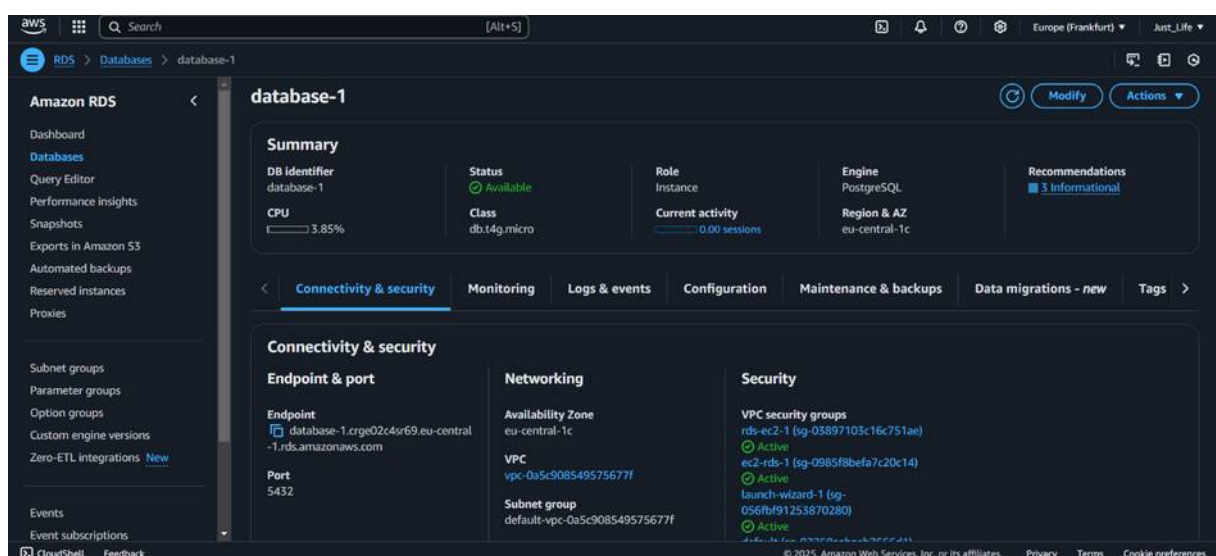 aws
Search
[Alt+S]
Europe (Frankfurt) ▼
Just_Life ▼
RDS > Databases > database-1
Amazon RDS
Dashboard
Databases
Query Editor
Performance insights
Snapshots
Exports in Amazon S3
Automated backups
Reserved instances
Proxies
Subnet groups
Parameter groups
Option groups
Custom engine versions
Zero-ETL integrations New
Events
Event subscriptions
database-1
Modify
Actions ▼
Summary
DB identifier
database-1
Status
Available
Role
Instance
Engine
PostgreSQL
Recommendations
3 Informational
CPU
3.85%
Class
db.t4g.micro
Current activity
0.00 sessions
Region & AZ
eu-central-1c
Connectivity & security
Monitoring
Logs & events
Configuration
Maintenance & backups
Data migrations - new
Tags
Connectivity & security
Endpoint & port
Endpoint
database-1.crge02c4sr69.eu-central
-1.rds.amazonaws.com
Port
5432
Networking
Availability Zone
eu-central-1c
VPC
vpc-0a5c908549575677f
Subnet group
default-vpc-0a5c908549575677f
Security
VPC security groups
rds-ec2-1 (sg-03897103c16c751ae)
Active
ec2-rds-1 (sg-0985f8befa7c20c14)
Active
launch-wizard-1 (sg-
056fbf91253870280)
Active
CloudShell
Feedback
© 2025, Amazon Web Services, Inc. or its affiliates.
Privacy
Terms
Cookie preferences